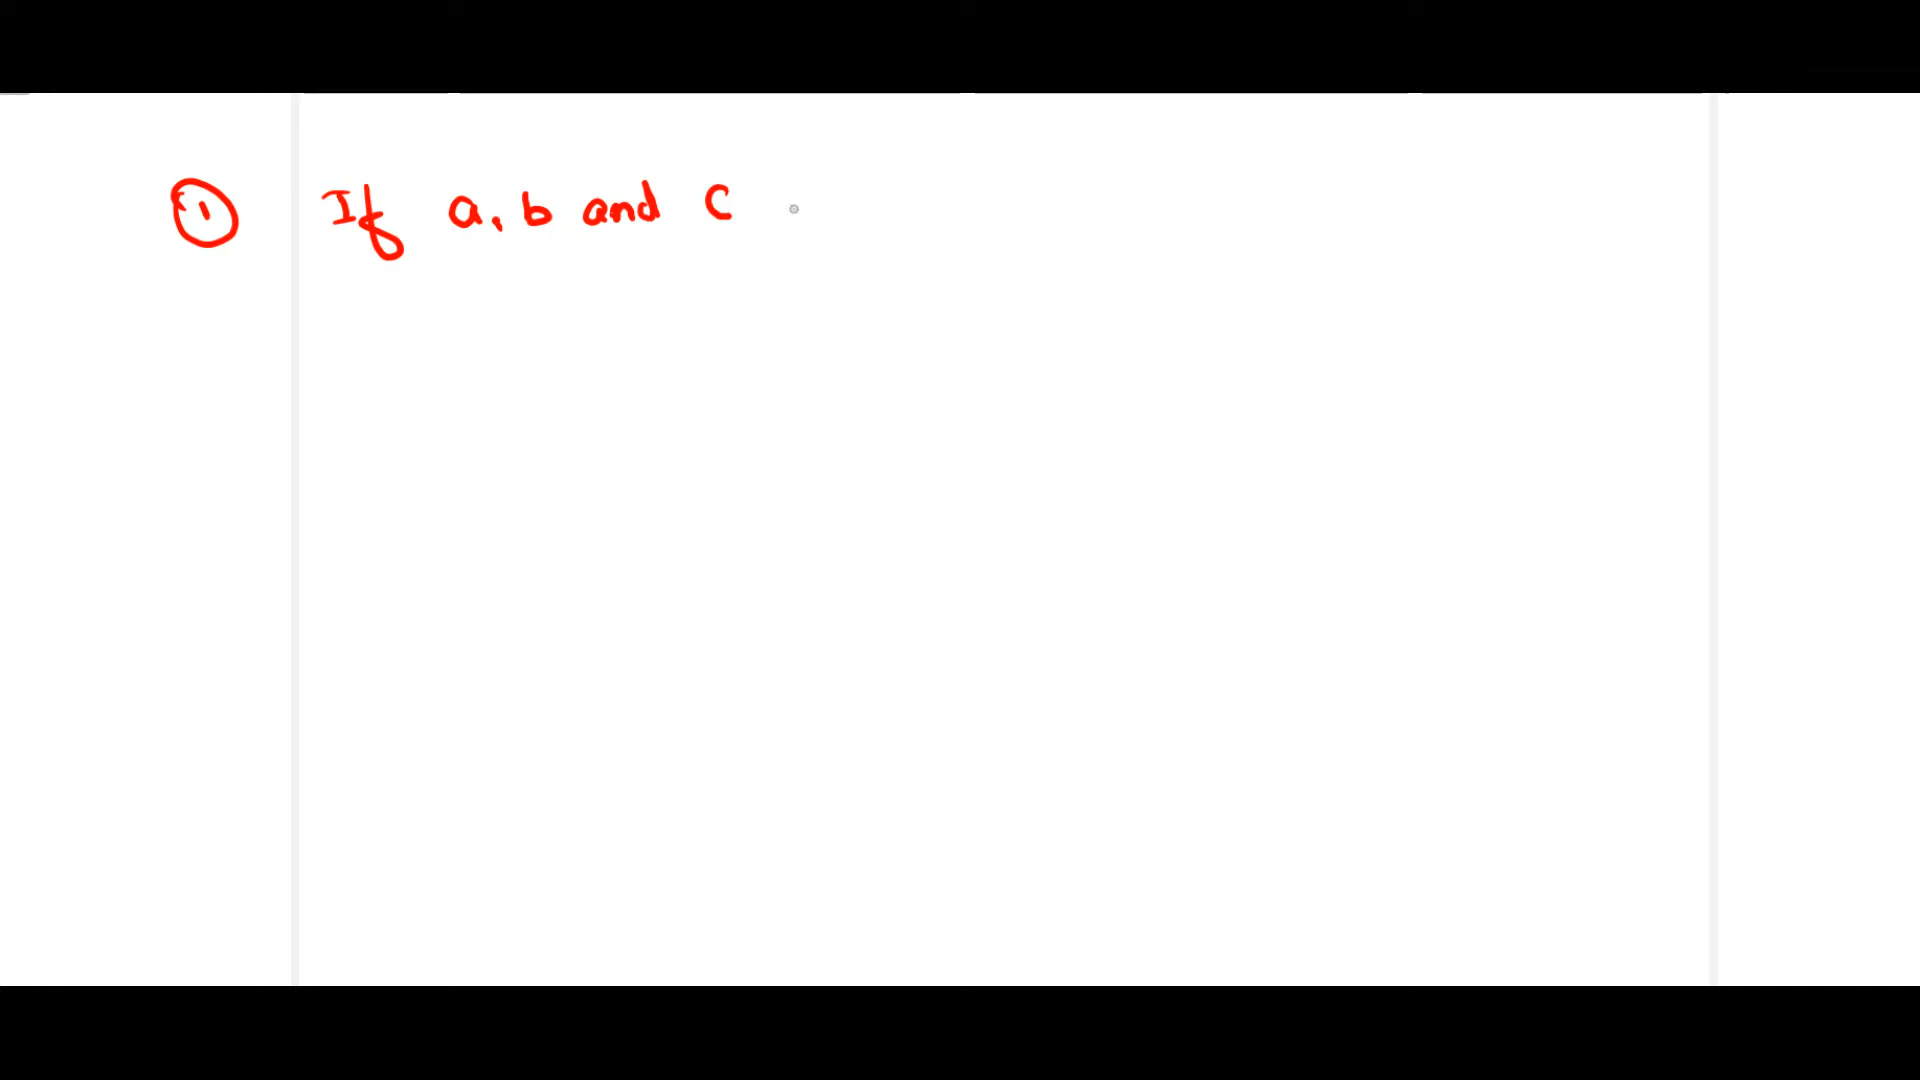 ① If a, b and c